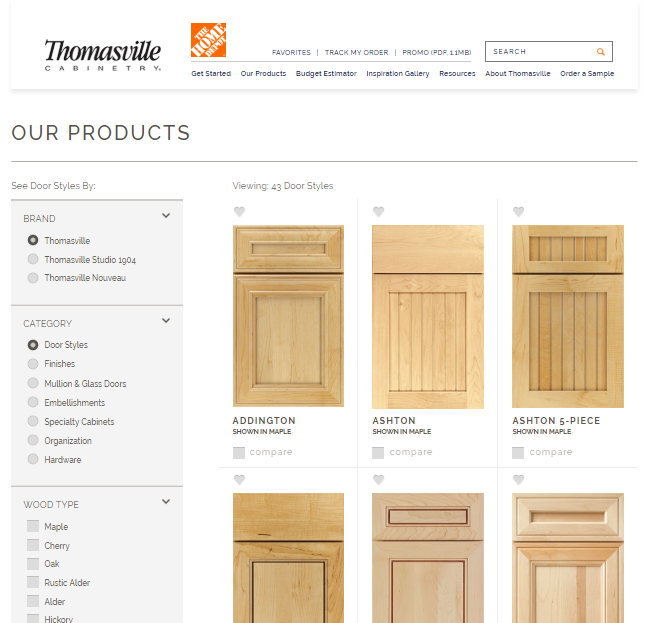 Thomasville
CABINETRY®
THE HOME DEPOT
FAVORITES | TRACK MY ORDER | PROMO (PDF, 1.1MB)
SEARCH
Get Started Our Products Budget Estimator Inspiration Gallery Resources About Thomasville Order a Sample
OUR PRODUCTS
See Door Styles By:
Viewing: 43 Door Styles
BRAND
Thomasville
Thomasville Studio 1904
Thomasville Nouveau
CATEGORY
Door Styles
Finishes
Mullion & Glass Doors
Embellishments
Specialty Cabinets
Organization
Hardware
WOOD TYPE
Maple
Cherry
Oak
Rustic Alder
Alder
Hickory
ADDINGTON
SHOWN IN MAPLE
compare
ASHTON
SHOWN IN MAPLE
compare
ASHTON 5-PIECE
SHOWN IN MAPLE
compare